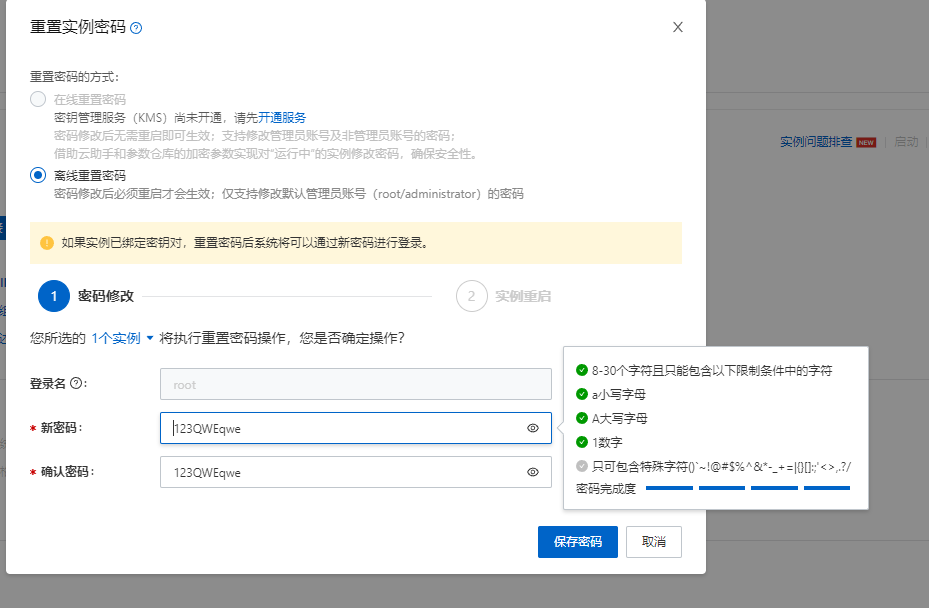 重置实例密码
重置密码的方式：
在线重置密码
密钥管理服务（KMS）尚未开通，请先开通服务
密码修改后无需重启即可生效；支持修改管理员账号及非管理员账号的密码；
借助云助手和参数仓库的加密参数实现对“运行中”的实例修改密码，确保安全性。
实例问题排查 NEW 启动
离线重置密码
密码修改后必须重启才会生效；仅支持修改默认管理员账号（root/administrator）的密码
如果实例已绑定密钥对，重置密码后系统将可以通过新密码进行登录。
1 密码修改
2 实例重启
您所选的 1个实例 将执行重置密码操作，您是否确定操作？
登录名 ?：
root
* 新密码：
123QWEqwe
* 确认密码：
123QWEqwe
8-30个字符且只能包含以下限制条件中的字符
a小写字母
A大写字母
1数字
只可包含特殊字符()`~!@#$%^&*-_+=|{}[]:;'<>,.?/
密码完成度
保存密码
取消